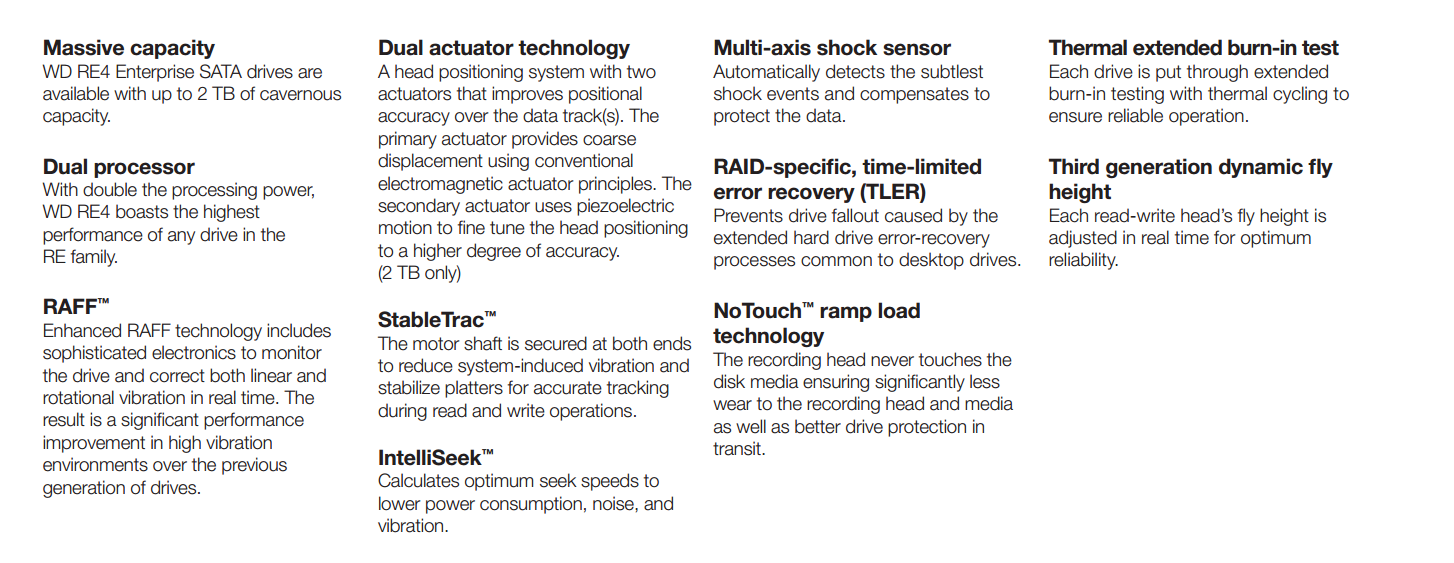 Massive capacity
WD RE4 Enterprise SATA drives are
available with up to 2 TB of cavernous
capacity.
Dual processor
With double the processing power,
WD RE4 boasts the highest
performance of any drive in the
RE family.
RAFF™
Enhanced RAFF technology includes
sophisticated electronics to monitor
the drive and correct both linear and
rotational vibration in real time. The
result is a significant performance
improvement in high vibration
environments over the previous
generation of drives.
Dual actuator technology
A head positioning system with two
actuators that improves positional
accuracy over the data track(s). The
primary actuator provides coarse
displacement using conventional
electromagnetic actuator principles. The
secondary actuator uses piezoelectric
motion to fine tune the head positioning
to a higher degree of accuracy.
(2 TB only)
StableTrac™
The motor shaft is secured at both ends
to reduce system-induced vibration and
stabilize platters for accurate tracking
during read and write operations.
IntelliSeek™
Calculates optimum seek speeds to
lower power consumption, noise, and
vibration.
Multi-axis shock sensor
Automatically detects the subtlest
shock events and compensates to
protect the data.
RAID-specific, time-limited
error recovery (TLER)
Prevents drive fallout caused by the
extended hard drive error-recovery
processes common to desktop drives.
NoTouch™ ramp load
technology
The recording head never touches the
disk media ensuring significantly less
wear to the recording head and media
as well as better drive protection in
transit.
Thermal extended burn-in test
Each drive is put through extended
burn-in testing with thermal cycling to
ensure reliable operation.
Third generation dynamic fly
height
Each read-write head's fly height is
adjusted in real time for optimum
reliability.